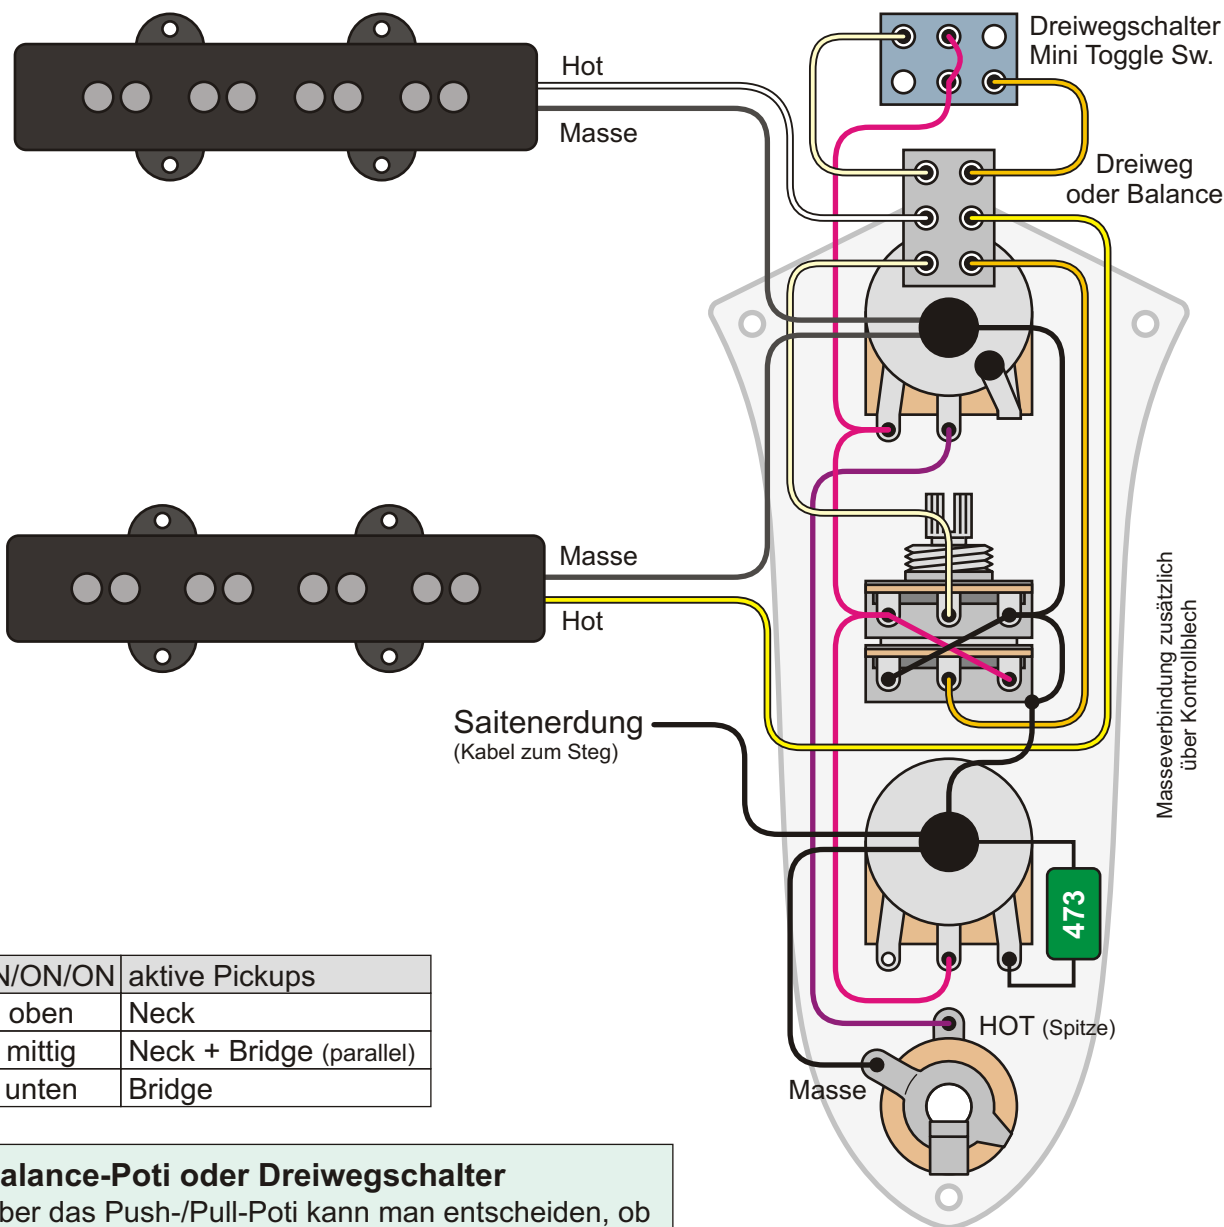 Hot
Masse
Dreiwegschalter
Mini Toggle Sw.
Dreiweg
oder Balance
Masse
Hot
Saitenerdung
(Kabel zum Steg)
Masseverbindung zusätzlich
über Kontrollblech
473
HOT (Spitze)
Masse
N/ON/ON aktive Pickups
oben Neck
mittig Neck + Bridge (parallel)
unten Bridge
alance-Poti oder Dreiwegschalter
ber das Push-/Pull-Poti kann man entscheiden, ob